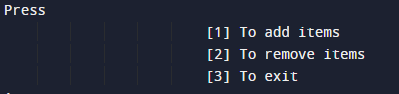 Press
[1] To add items
[2] To remove items
[3] To exit